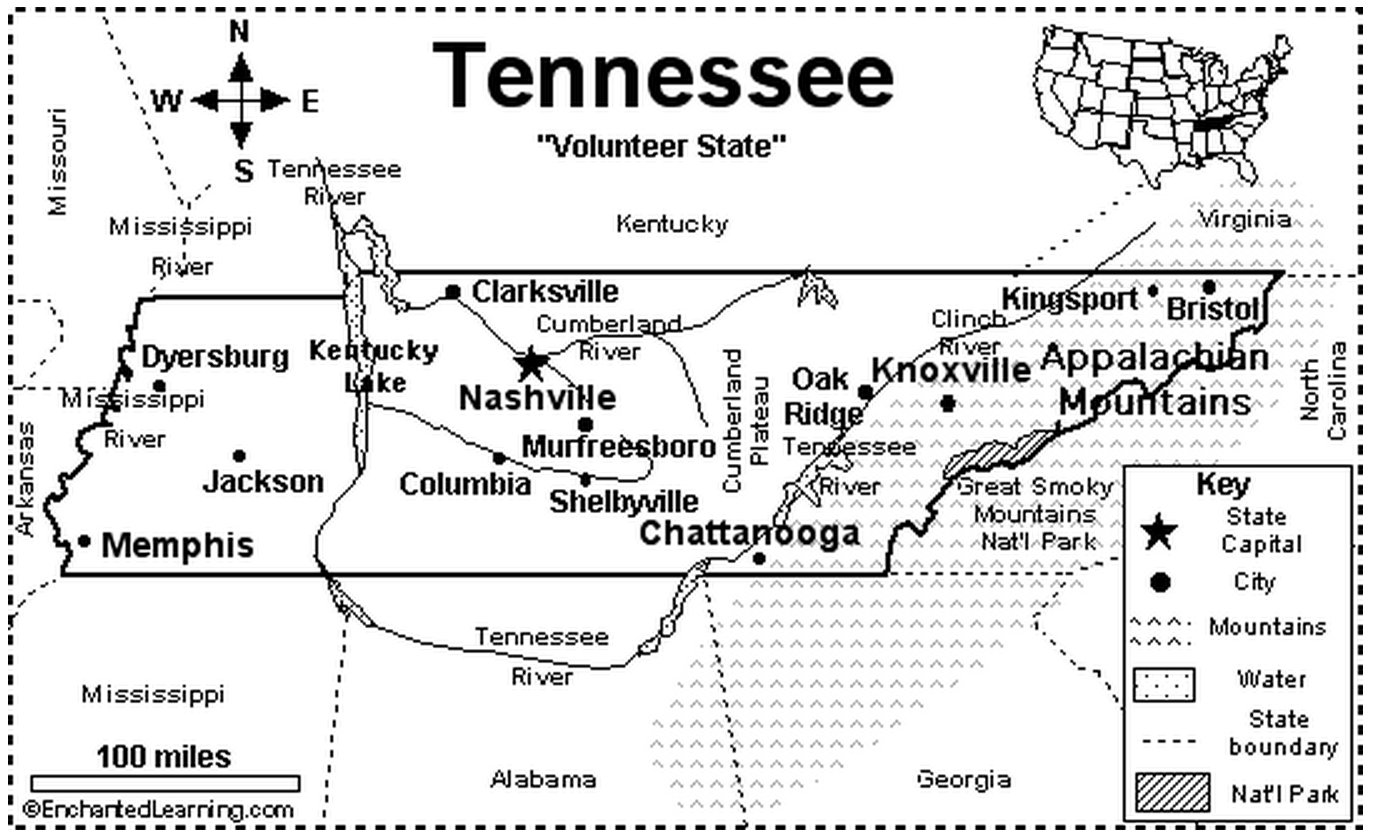 Tennessee
"Volunteer State"
N
W
E
S
Missouri
Tennessee
River
Mississippi
River
Kentucky
Virginia
Clarksville
Kingsport
Bristol
Cumberland
River
Clinch
River
Dyersburg
Kentucky
Lake
Nashville
Mississippi
River
Cumberland
Plateau
Oak
Ridge
Knoxville
Appalachian
Mountains
North
Carolina
Arkansas
Jackson
Murfreesboro
Columbia
Shelbyville
Tennessee
River
Great Smoky
Mountains
Nat'l Park
Memphis
Chattanooga
Tennessee
River
Mississippi
Alabama
Georgia
100 miles
©EnchantedLearning.com
Key
State
Capital
City
Mountains
Water
State
boundary
Nat'l Park